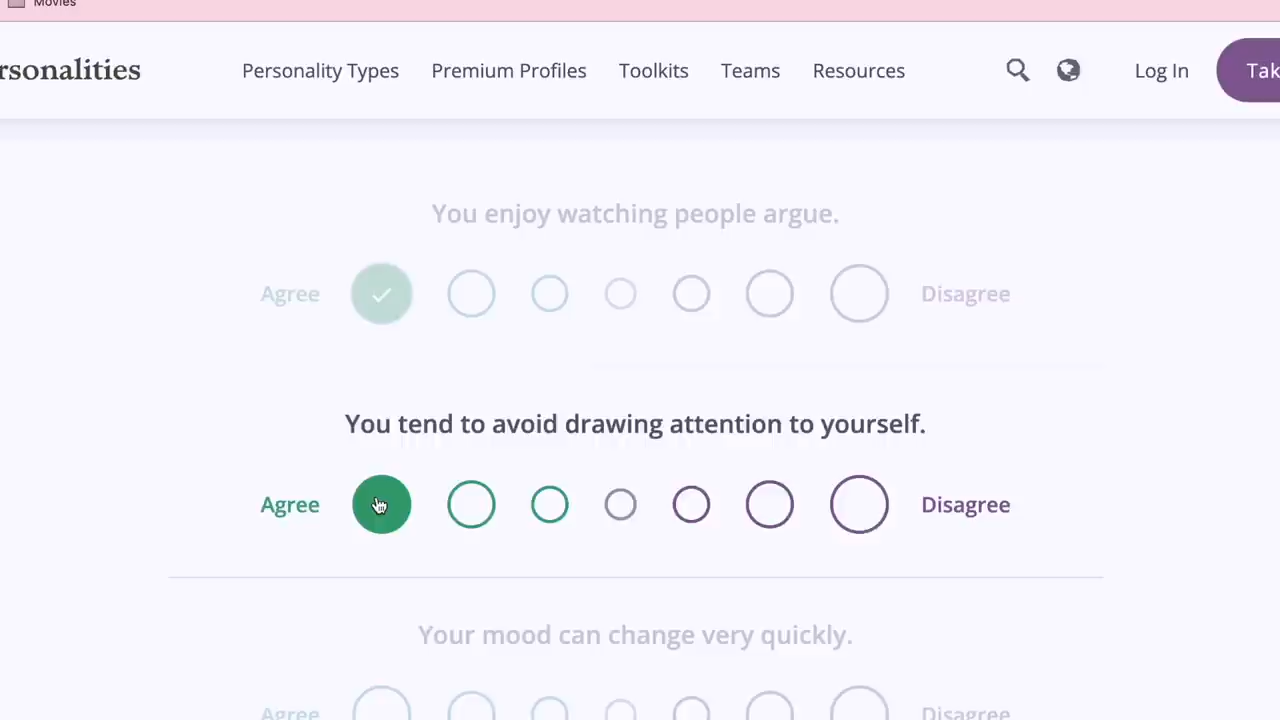 Movies
rsonalities
Personality Types Premium Profiles Toolkits Teams Resources Log In Tak
You enjoy watching people argue.
Agree Disagree
You tend to avoid drawing attention to yourself.
Agree Disagree
Your mood can change very quickly.
Agree Disagree